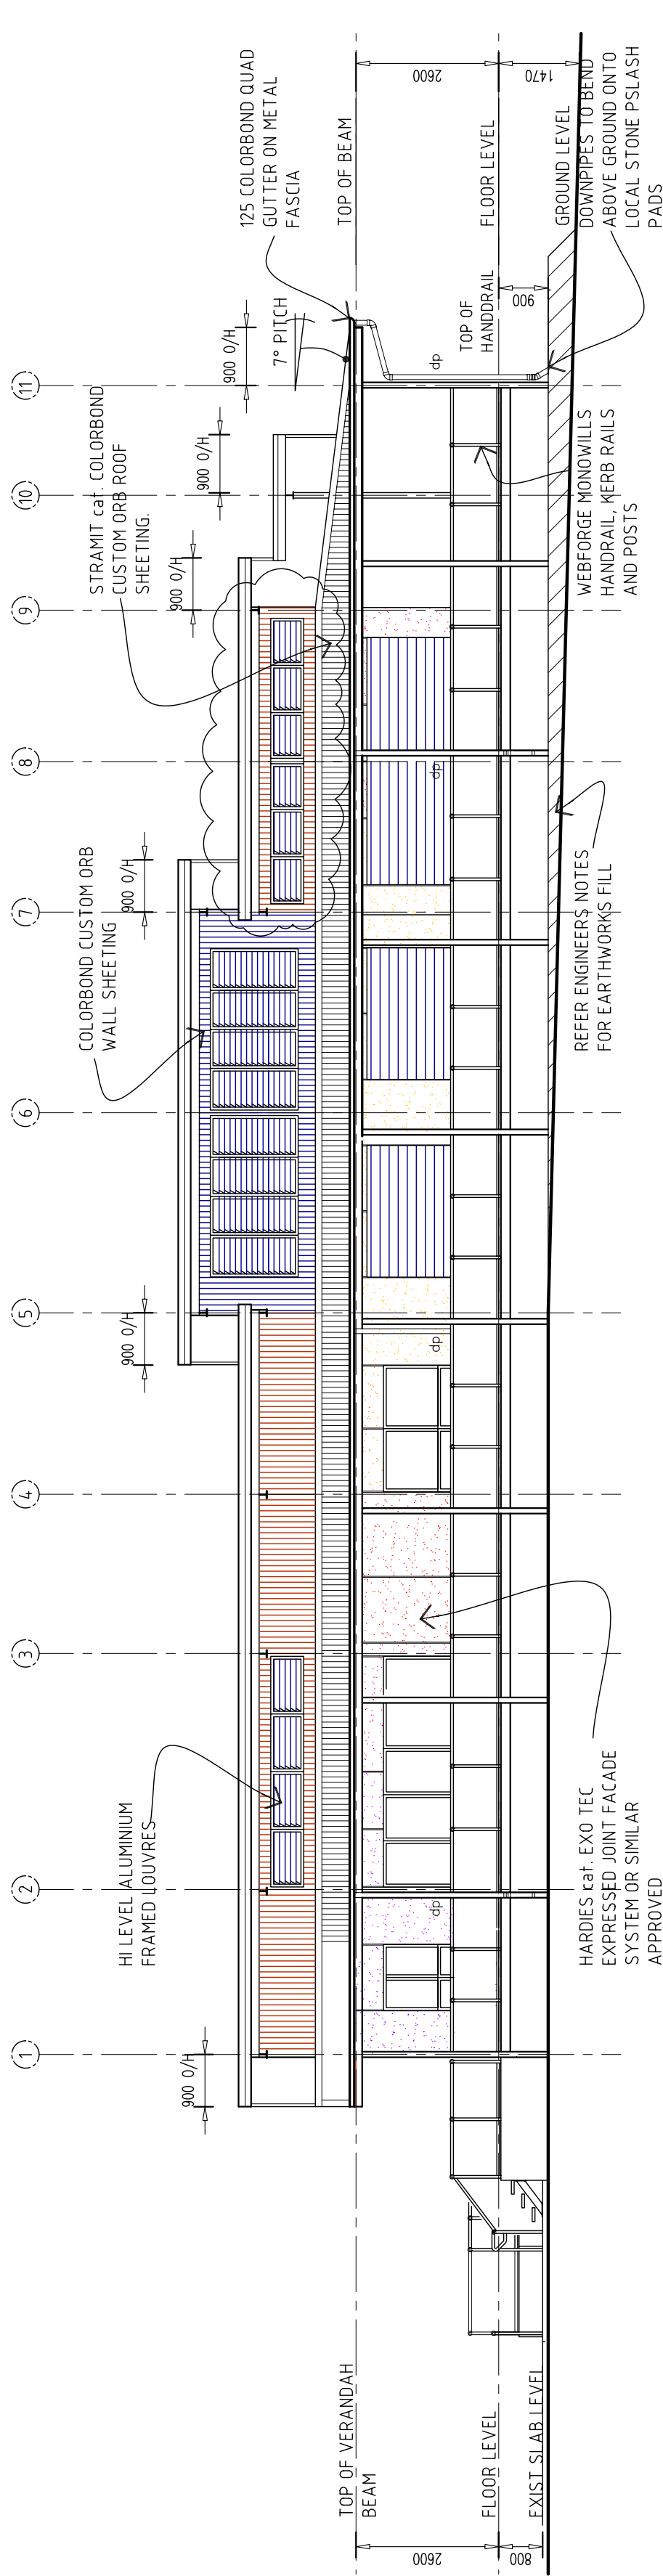 1
2
3
4
5
6
7
8
9
10
11
900 O/H
900 O/H
900 O/H
900 O/H
900 O/H
900 O/H
HI LEVEL ALUMINIUM
FRAMED LOUVRES
COLORBOND CUSTOM ORB
WALL SHEETING
STRAMIT cat. COLORBOND
CUSTOM ORB ROOF
SHEETING.
7° PITCH
125 COLORBOND QUAD
GUTTER ON METAL
FASCIA
TOP OF VERANDAH
BEAM
FLOOR LEVEL
EXIST SLAB LEVEL
2600
800
dp
dp
dp
dp
TOP OF BEAM
2600
TOP OF
HANDDRAIL
FLOOR LEVEL
1470
900
GROUND LEVEL
DOWNPIPES TO BEND
ABOVE GROUND ONTO
LOCAL STONE PSLASH
PADS
HARDIES cat. EXO TEC
EXPRESSED JOINT FACADE
SYSTEM OR SIMILAR
APPROVED
REFER ENGINEERS NOTES
FOR EARTHWORKS FILL
WEBFORGE MONOWILLS
HANDRAIL, KERB RAILS
AND POSTS